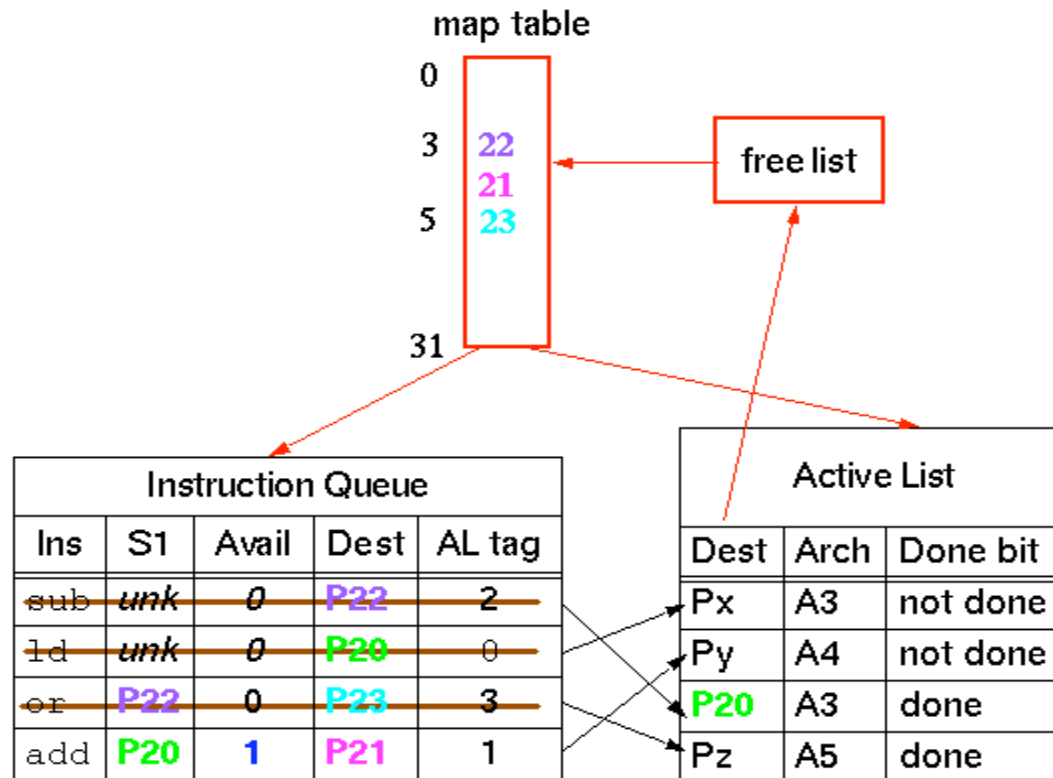 map table
0
3 22
21
5 23
free list
31
Instruction Queue
Ins S1 Avail Dest AL tag
sub unk 0 P22 2
ld unk 0 P20 0
or P22 0 P23 3
add P20 1 P21 1
Active List
Dest Arch Done bit
Px A3 not done
Py A4 not done
P20 A3 done
Pz A5 done